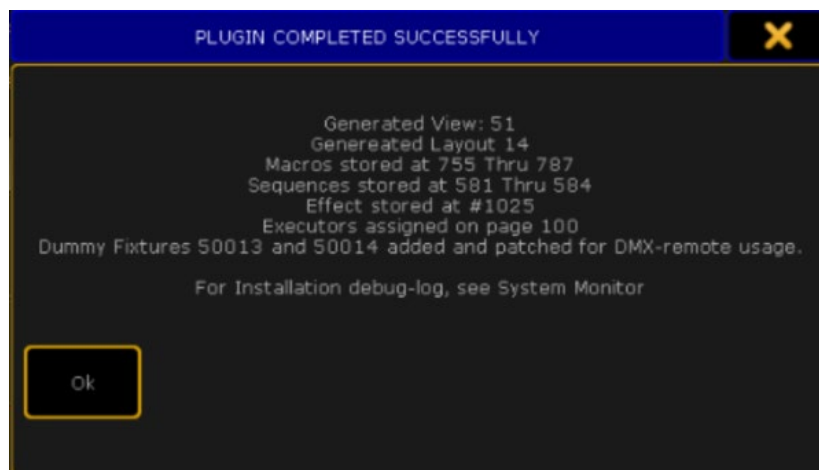 PLUGIN COMPLETED SUCCESSFULLY
Generated View: 51
Genereated Layout 14
Macros stored at 755 Thru 787
Sequences stored at 581 Thru 584
Effect stored at #1025
Executors assigned on page 100
Dummy Fixtures 50013 and 50014 added and patched for DMX-remote usage.
For Installation debug-log, see System Monitor
Ok